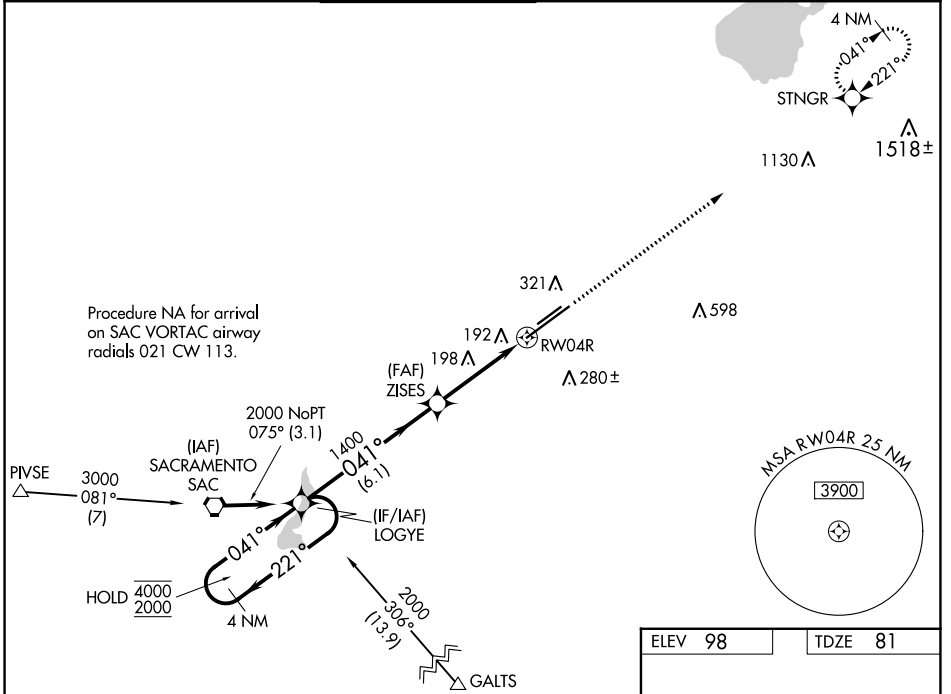 4 NM
041°
221°
STNGR
1518±
1130
321
598
Procedure NA for arrival
on SAC VORTAC airway
radials 021 CW 113.
192
RW04R
198
(FAF)
ZISES
280±
2000 NoPT
075° (3.1)
1400
041°
(6.1)
(IAF)
SACRAMENTO
SAC
PIVSE
3000
081°
(7)
MSA RW04R 25 NM
3900
(IF/IAF)
LOGYE
041°
221°
HOLD 4000
2000
4 NM
2000
306°
(13.9)
GALTS
ELEV 98
TDZE 81